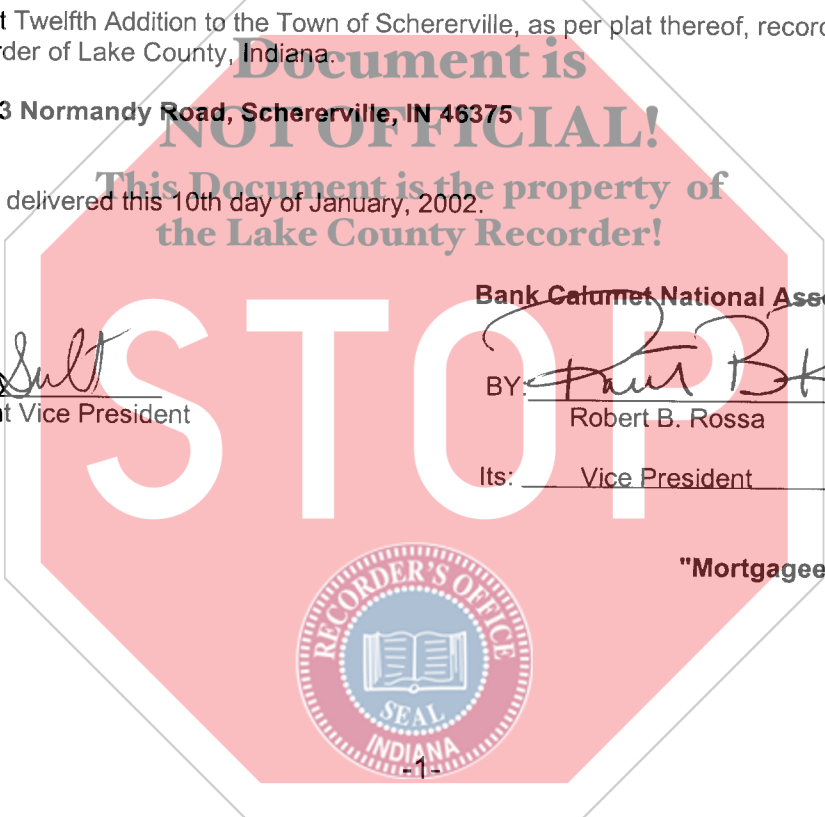 t Twelfth Addition to the Town of Schererville, as per plat thereof, record
der of Lake County, Indiana.
Document is
3 Normandy Road, Schererville, IN 46375
NOT OFFICIAL!
This Document is the property of
delivered this 10th day of January, 2002.
the Lake County Recorder!
Bank Calumet National Asso
Sult
BY:
t Vice President
Robert B. Rossa
STOP
Its: Vice President
"Mortgagee
RECORDER'S OFFICE
SEAL
INDIANA
-1-